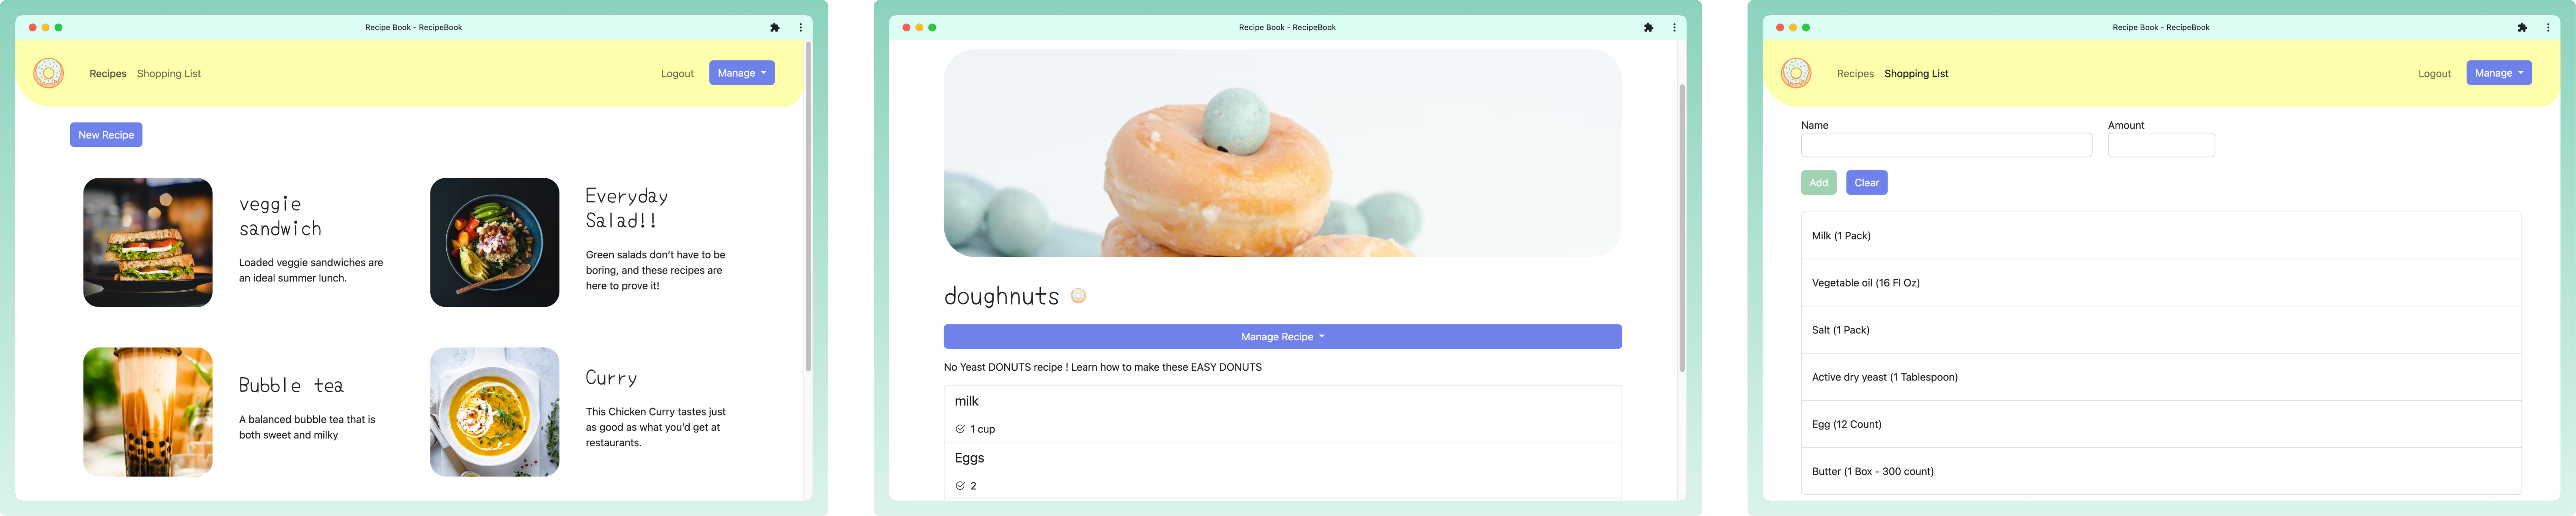 Recipe Book - RecipeBook
Recipes
Shopping List
Logout
Manage
New Recipe
veggie
sandwich
Loaded veggie sandwiches are
an ideal summer lunch.
Everyday
Salad!!
Green salads don’t have to be
boring, and these recipes are
here to prove it!
Bubble tea
A balanced bubble tea that is
both sweet and milky
Curry
This Chicken Curry tastes just
as good as what you’d get at
restaurants.
Recipe Book - RecipeBook
doughnuts
Manage Recipe
No Yeast DONUTS recipe ! Learn how to make these EASY DONUTS
milk
1 cup
Eggs
2
Recipe Book - RecipeBook
Recipes
Shopping List
Logout
Manage
Name
Amount
Add
Clear
Milk (1 Pack)
Vegetable oil (16 Fl Oz)
Salt (1 Pack)
Active dry yeast (1 Tablespoon)
Egg (12 Count)
Butter (1 Box - 300 count)